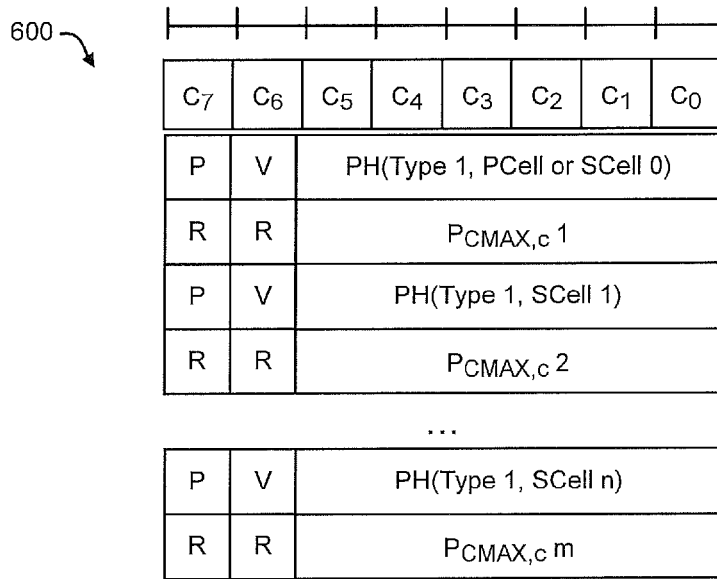 600
C7 C6 C5 C4 C3 C2 C1 C0
P V PH(Type 1, PCell or SCell 0)
R R PCMAX,c 1
P V PH(Type 1, SCell 1)
R R PCMAX,c 2
...
P V PH(Type 1, SCell n)
R R PCMAX,c m